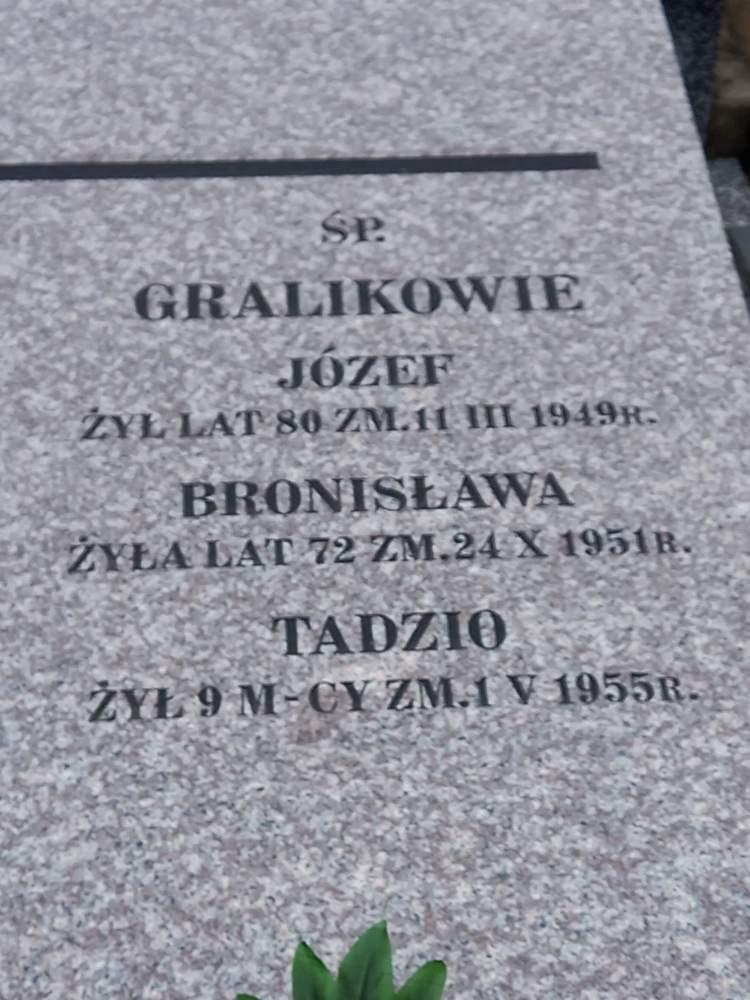 ŚP.
GRALIKOWIE
JÓZEF
ŻYŁ LAT 80 ZM.11 III 1949R.
BRONISŁAWA
ŻYŁA LAT 72 ZM.24 X 1951R.
TADZIO
ŻYŁ 9 M-CY ZM.1 V 1955R.